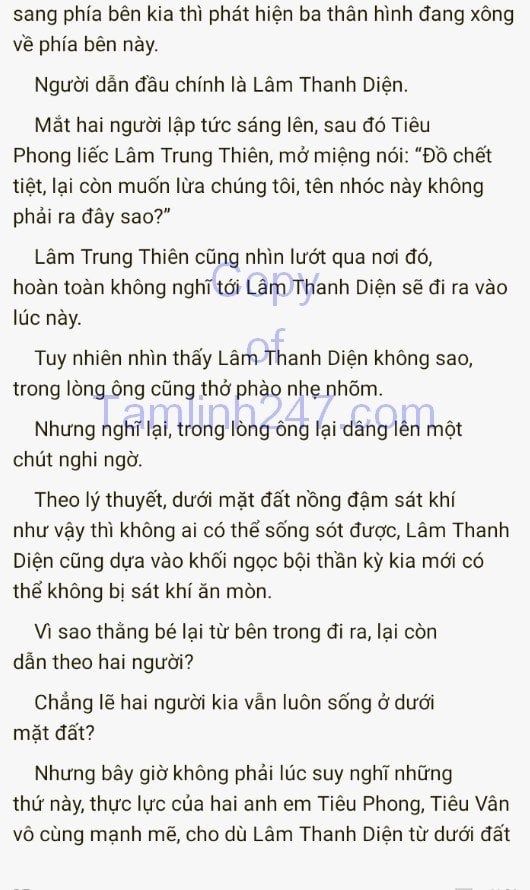 sang phía bên kia thì phát hiện ba thân hình đang xông
về phía bên này.
Người dẫn đầu chính là Lâm Thanh Diện.
Mắt hai người lập tức sáng lên, sau đó Tiêu
Phong liếc Lâm Trung Thiên, mở miệng nói: “Đồ chết
tiệt, lại còn muốn lừa chúng tôi, tên nhóc này không
phải ra đây sao?”
Lâm Trung Thiên cũng nhìn lướt qua nơi đó,
hoàn toàn không nghĩ tới Lâm Thanh Diện sẽ đi ra vào
lúc này.
Tuy nhiên nhìn thấy Lâm Thanh Diện không sao,
trong lòng ông cũng thở phào nhẹ nhõm.
Nhưng nghĩ lại, trong lòng ông lại dâng lên một
chút nghi ngờ.
Theo lý thuyết, dưới mặt đất nồng đậm sát khí
như vậy thì không ai có thể sống sót được, Lâm Thanh
Diện cũng dựa vào khối ngọc bội thần kỳ kia mới có
thể không bị sát khí ăn mòn.
Vì sao thằng bé lại từ bên trong đi ra, lại còn
dẫn theo hai người?
Chẳng lẽ hai người kia vẫn luôn sống ở dưới
mặt đất?
Nhưng bây giờ không phải lúc suy nghĩ những
thứ này, thực lực của hai anh em Tiêu Phong, Tiêu Vân
vô cùng mạnh mẽ, cho dù Lâm Thanh Diện từ dưới đất
Copy
of
Tamlinh247.com